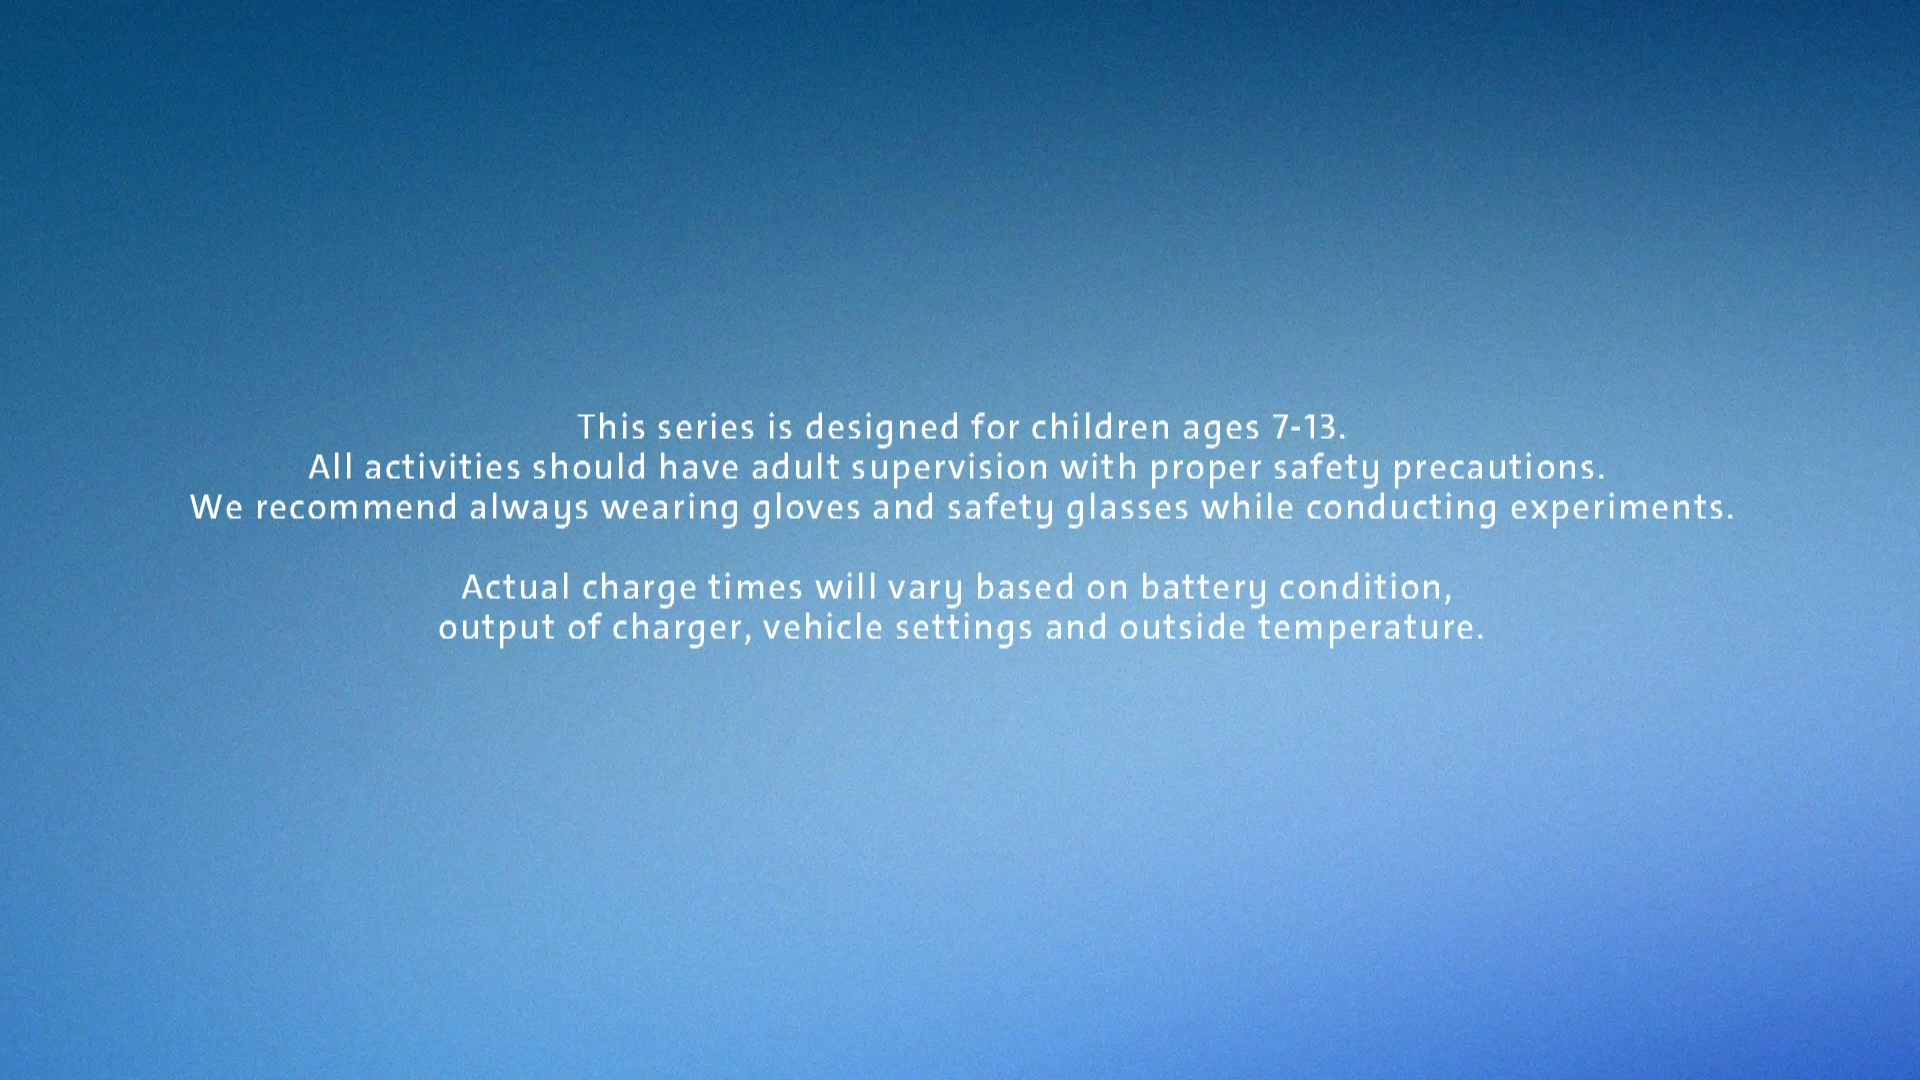 This series is designed for children ages 7-13.
All activities should have adult supervision with proper safety precautions.
We recommend always wearing gloves and safety glasses while conducting experiments.
Actual charge times will vary based on battery condition,
output of charger, vehicle settings and outside temperature.